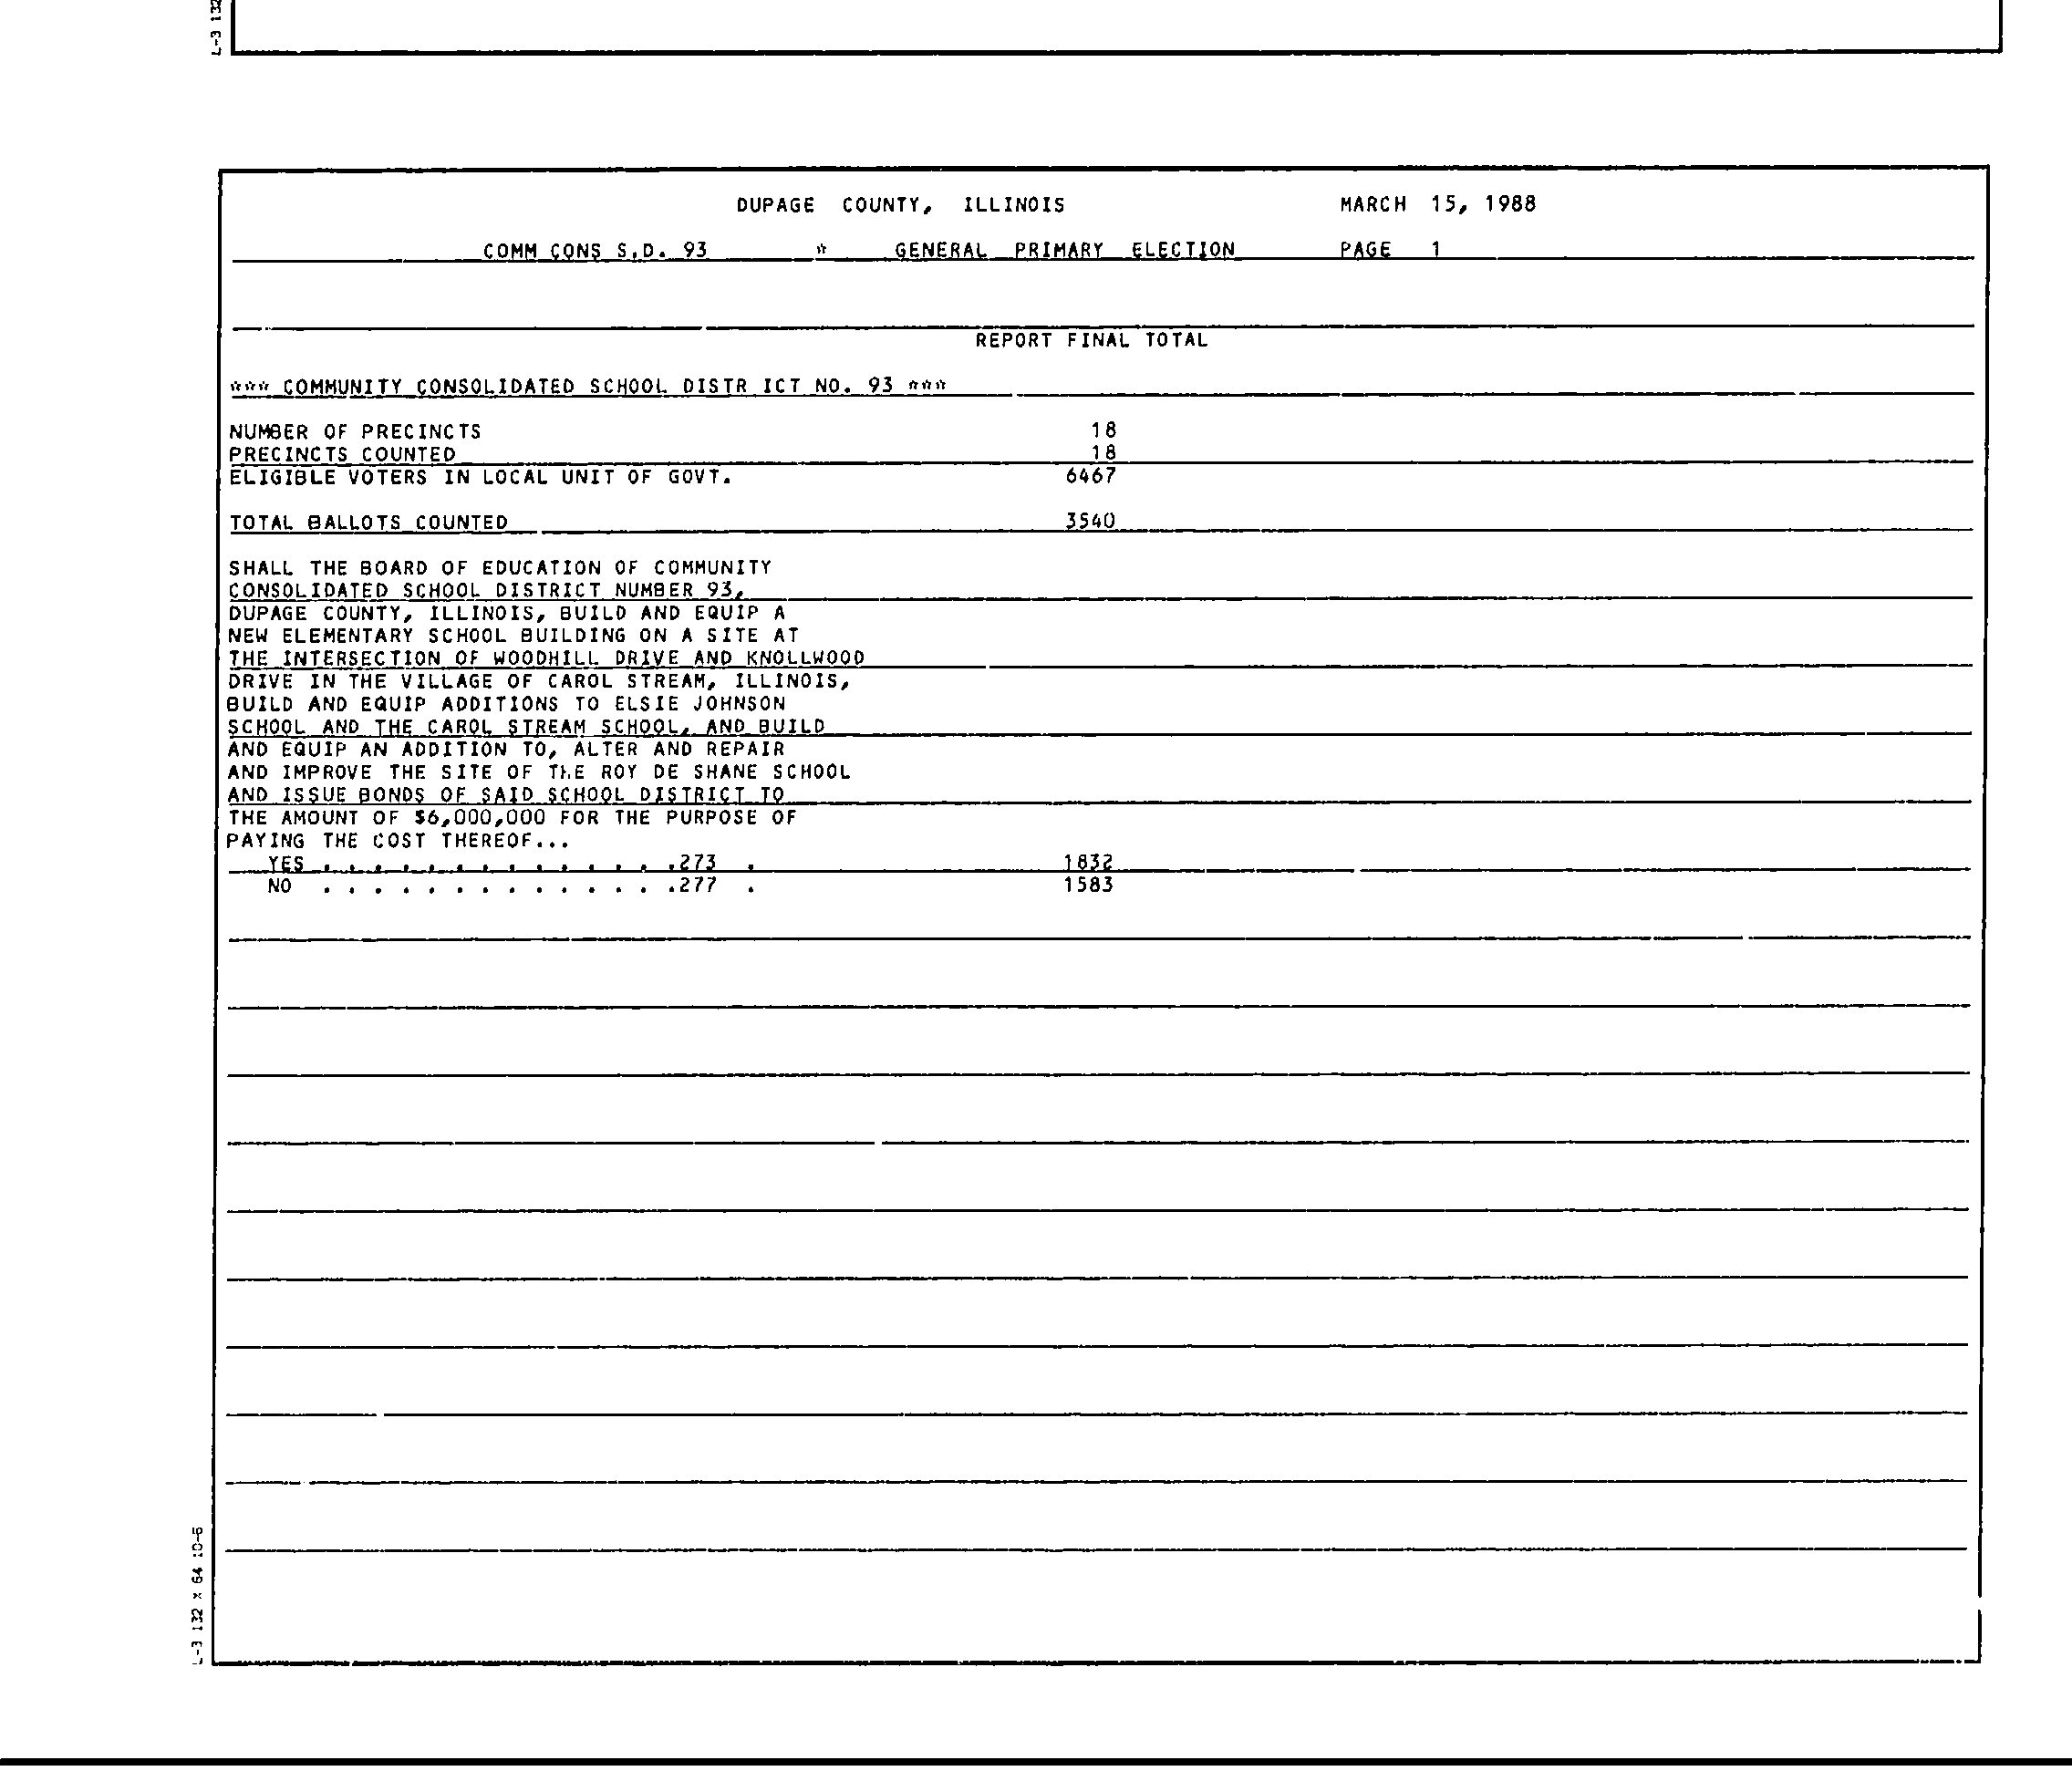 L-3 132
DUPAGE COUNTY, ILLINOIS MARCH 15, 1988
COMM CONS S.D. 93 * GENERAL PRIMARY ELECTION PAGE 1
REPORT FINAL TOTAL
*** COMMUNITY CONSOLIDATED SCHOOL DISTR ICT NO. 93 ***
NUMBER OF PRECINCTS 18
PRECINCTS COUNTED 18
ELIGIBLE VOTERS IN LOCAL UNIT OF GOVT. 6467
TOTAL BALLOTS COUNTED 3540
SHALL THE BOARD OF EDUCATION OF COMMUNITY
CONSOLIDATED SCHOOL DISTRICT NUMBER 93,
DUPAGE COUNTY, ILLINOIS, BUILD AND EQUIP A
NEW ELEMENTARY SCHOOL BUILDING ON A SITE AT
THE INTERSECTION OF WOODHILL DRIVE AND KNOLLWOOD
DRIVE IN THE VILLAGE OF CAROL STREAM, ILLINOIS,
BUILD AND EQUIP ADDITIONS TO ELSIE JOHNSON
SCHOOL AND THE CAROL STREAM SCHOOL, AND BUILD
AND EQUIP AN ADDITION TO, ALTER AND REPAIR
AND IMPROVE THE SITE OF THE ROY DE SHANE SCHOOL
AND ISSUE BONDS OF SAID SCHOOL DISTRICT TO
THE AMOUNT OF $6,000,000 FOR THE PURPOSE OF
PAYING THE COST THEREOF...
YES . . . . . . . . . . . . . .273 . 1832
NO . . . . . . . . . . . . . .277 . 1583
L-3 132 x 64 10-6